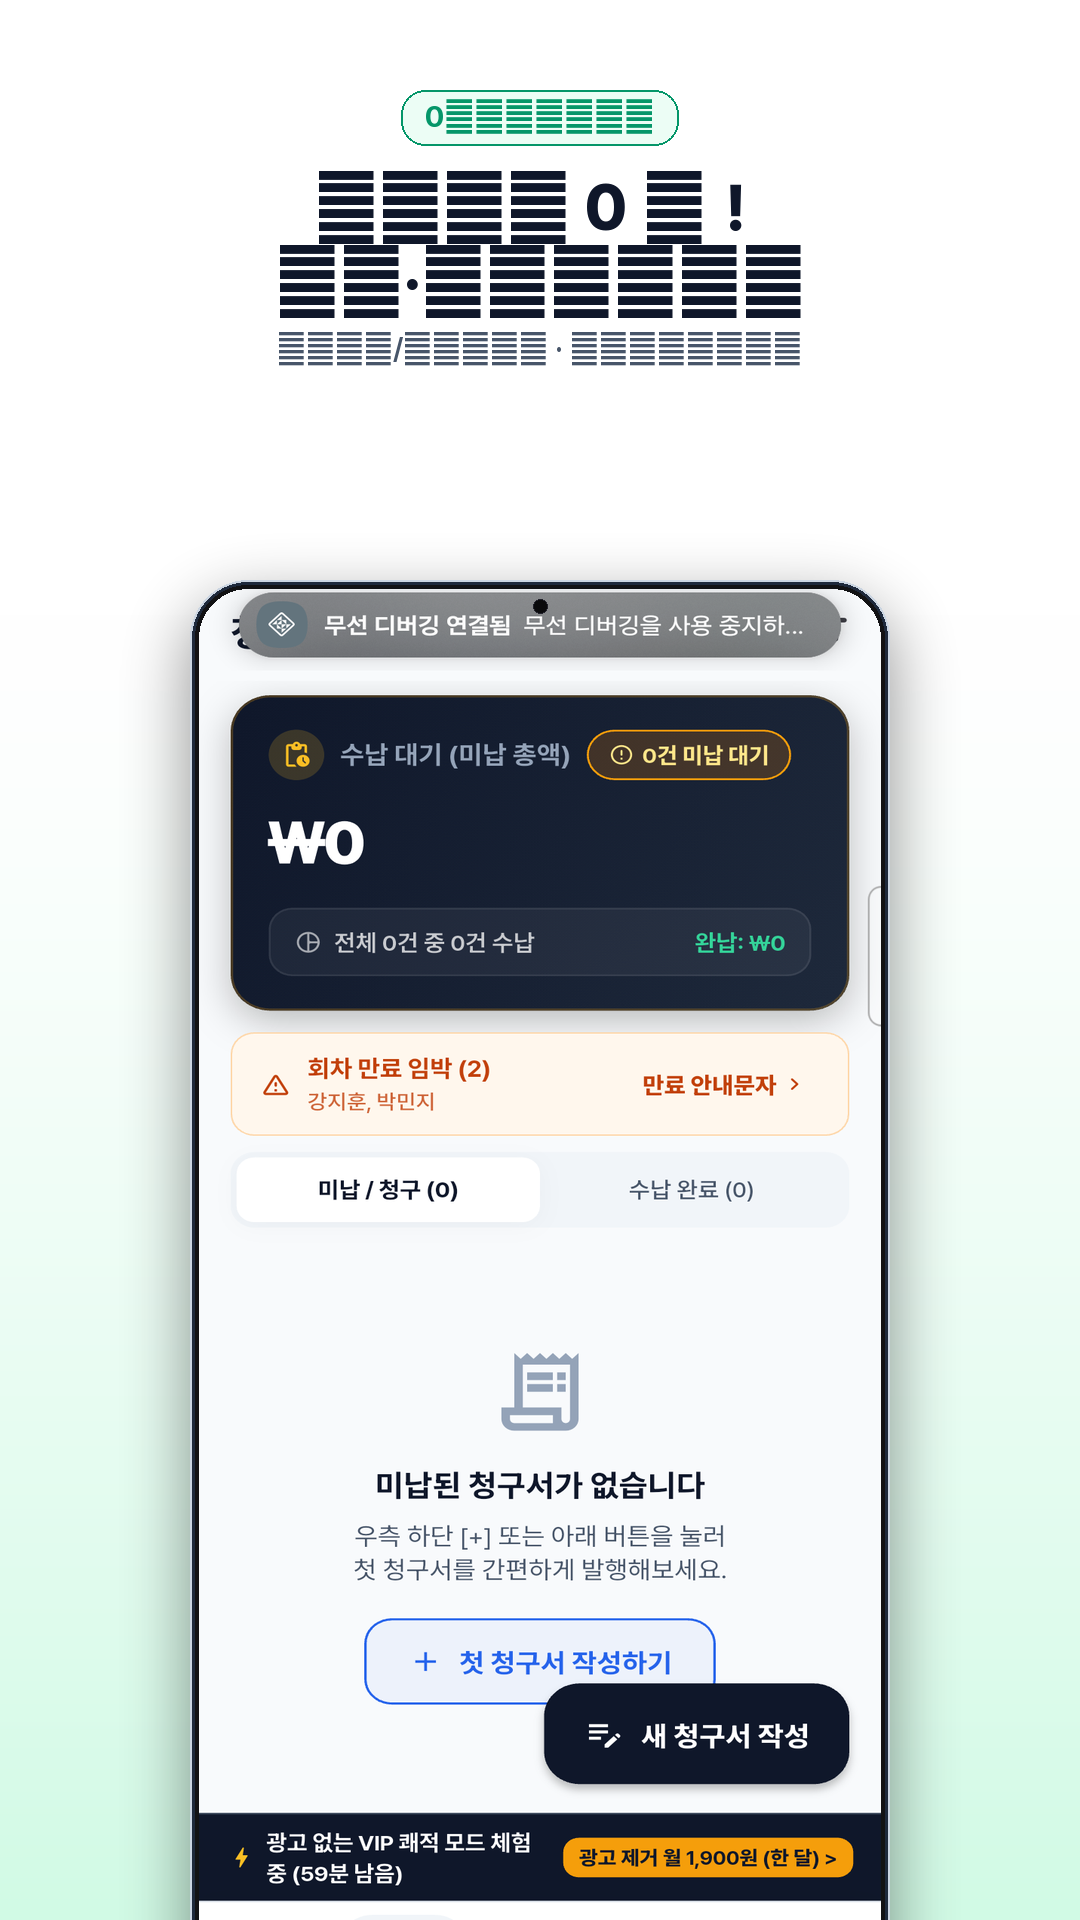 0
0 !
·
/ ·
무선 디버깅 연결됨 무선 디버깅을 사용 중지하...
수납 대기 (미납 총액)
0건 미납 대기
₩0
전체 0건 중 0건 수납
완납: ₩0
회차 만료 임박 (2)
강지훈, 박민지
만료 안내문자 >
미납 / 청구 (0)
수납 완료 (0)
미납된 청구서가 없습니다
우측 하단 [+] 또는 아래 버튼을 눌러
첫 청구서를 간편하게 발행해보세요.
+ 첫 청구서 작성하기
새 청구서 작성
광고 없는 VIP 쾌적 모드 체험
중 (59분 남음)
광고 제거 월 1,900원 (한 달) >